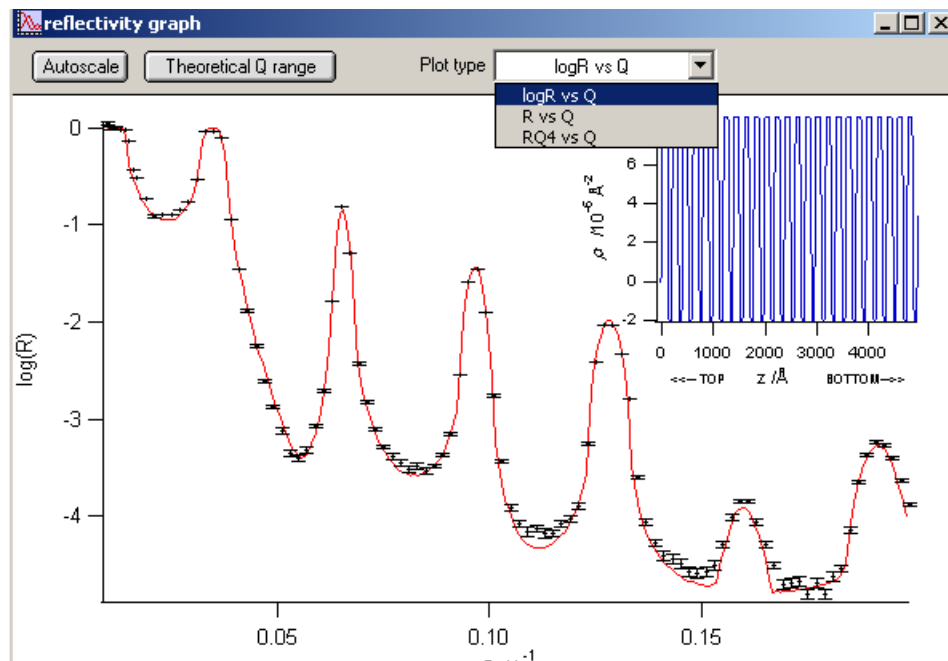 reflectivity graph
Autoscale Theoretical Q range Plot type logR vs Q
logR vs Q
R vs Q
RQ4 vs Q
0
-1
-2
-3
-4
log(R)
0.05 0.10 0.15
-1
6
4
2
0
-2
ρ /10-6 Å-2
0 1000 2000 3000 4000
<<--TOP z /Å BOTTOM-->>